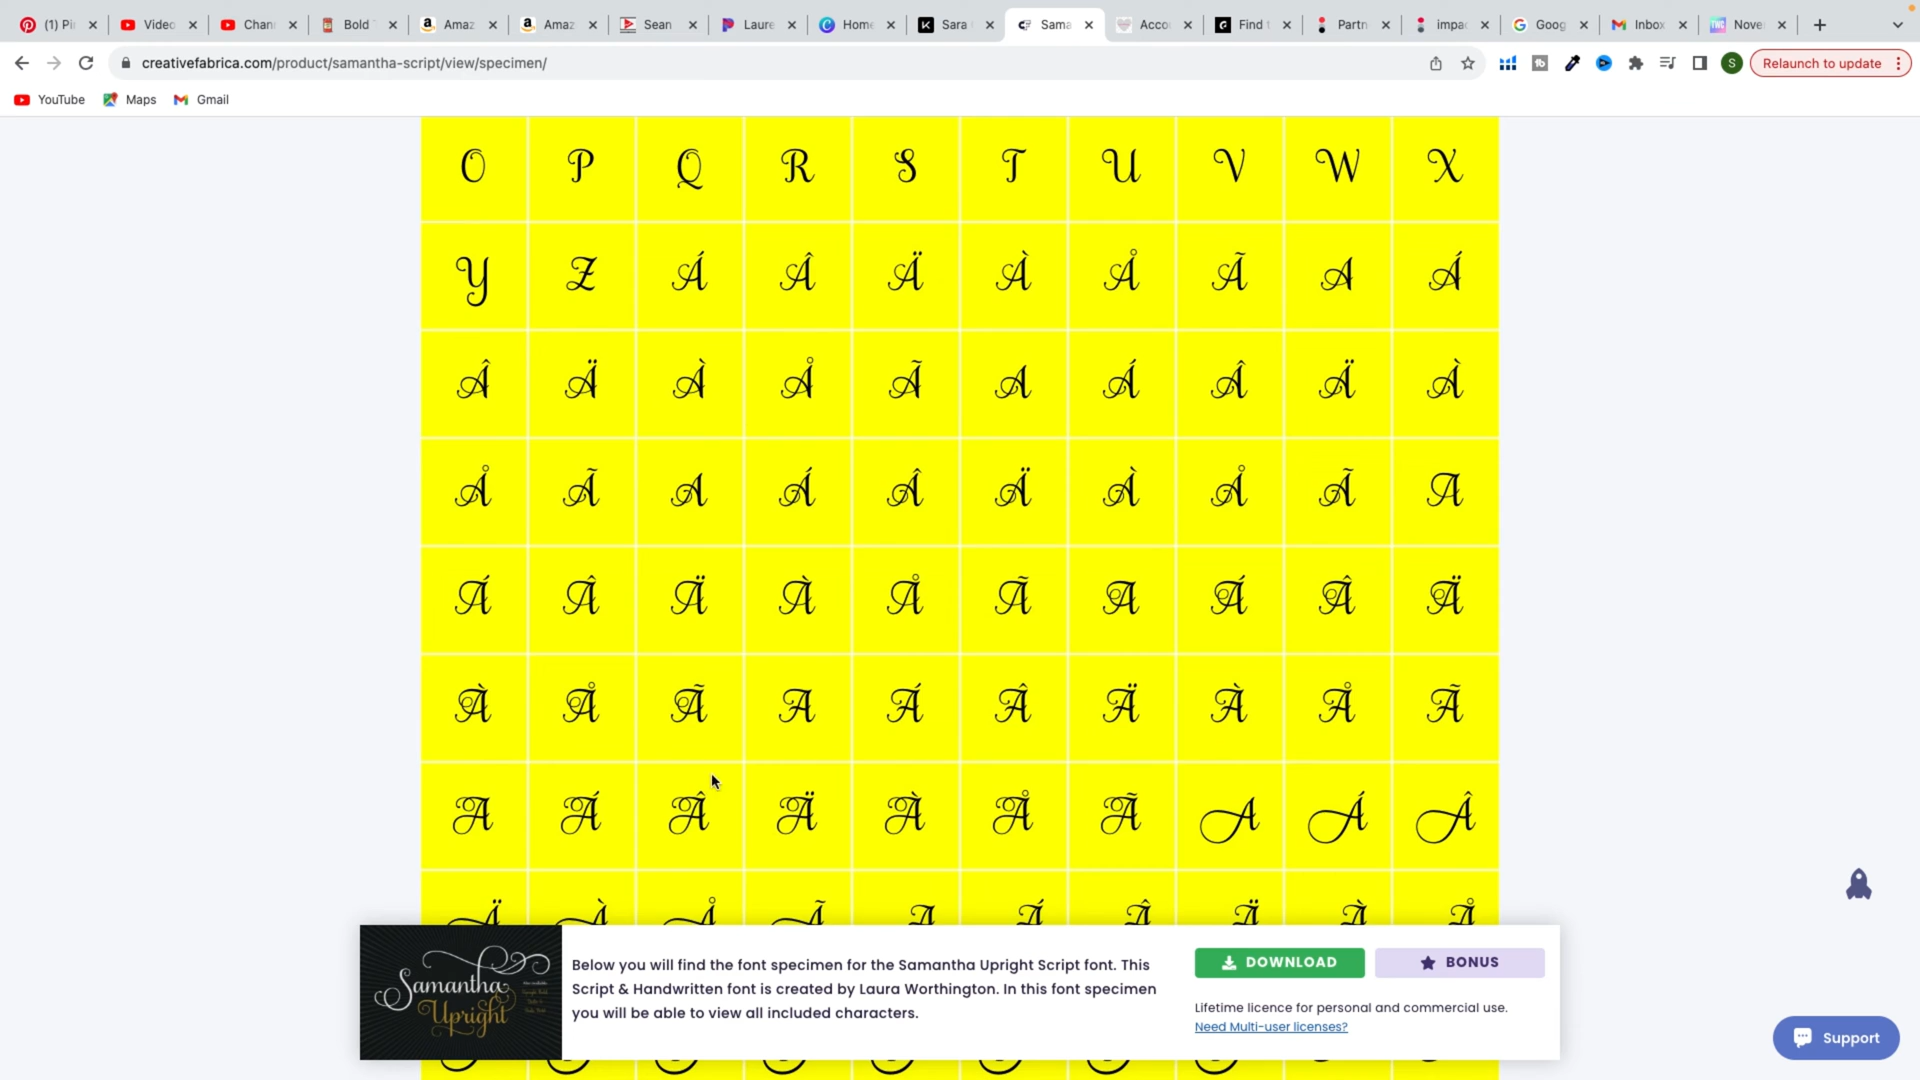 (1) Pi
Video
Chan
Bold
Amaz
Amaz
Sean
Laure
Home
Sara
Sama
Acco
Find t
Partn
impa
Goog
Inbox
Nove
creativefabrica.com/product/samantha-script/view/specimen/
Relaunch to update
YouTube Maps Gmail
O P Q R S T U V W X
Y Z Á Â Ä À Å Ã A Á
Â Ä À Å Ã A Á Â Ä À
Å Ã A Á Â Ä À Å Ã A
Á Â Ä À Å Ã A Á Â Ä
À Å Ã A Á Â Ä À Å Ã
A Á Â Ä À Å Ã A Á Â
Ä À Å Ã A Á Â Ä À Å
Samantha
Upright
Below you will find the font specimen for the Samantha Upright Script font. This
Script & Handwritten font is created by Laura Worthington. In this font specimen
you will be able to view all included characters.
DOWNLOAD
BONUS
Lifetime licence for personal and commercial use.
Need Multi-user licenses?
Support